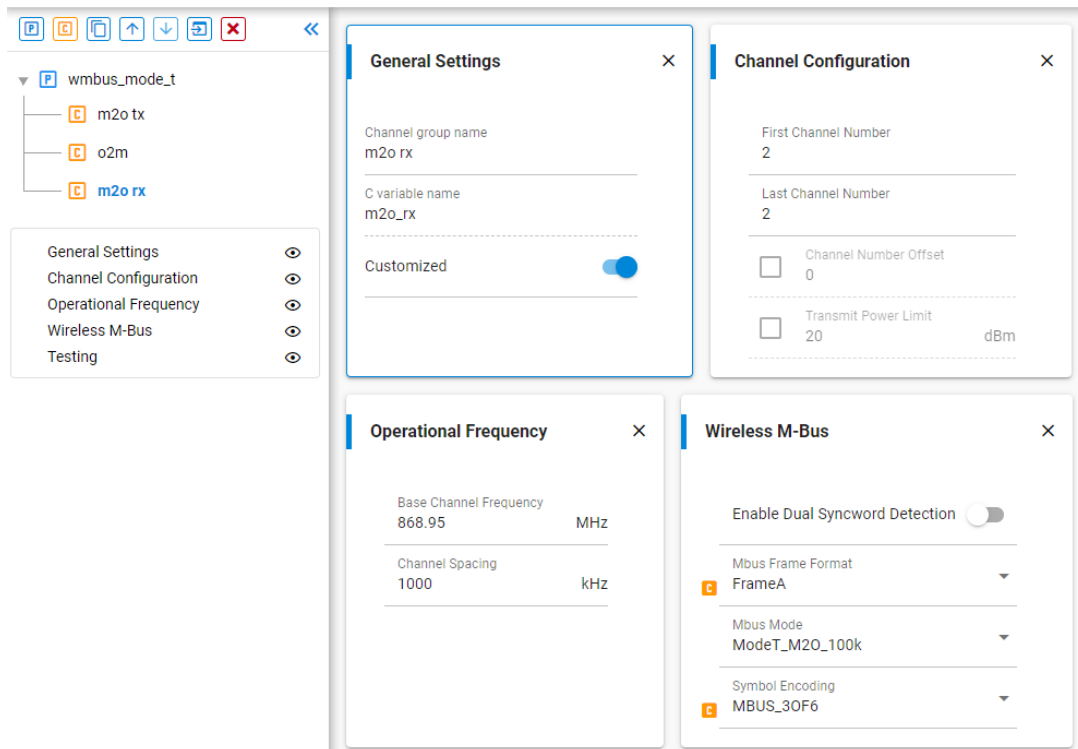 P C
wmbus_mode_t
m2o tx
o2m
m2o rx
General Settings
Channel Configuration
Operational Frequency
Wireless M-Bus
Testing
General Settings
Channel group name
m2o rx
C variable name
m2o_rx
Customized
Channel Configuration
First Channel Number
2
Last Channel Number
2
Channel Number Offset
0
Transmit Power Limit
20 dBm
Operational Frequency
Base Channel Frequency
868.95 MHz
Channel Spacing
1000 kHz
Wireless M-Bus
Enable Dual Syncword Detection
Mbus Frame Format
C FrameA
Mbus Mode
ModeT_M2O_100k
Symbol Encoding
C MBUS_3OF6